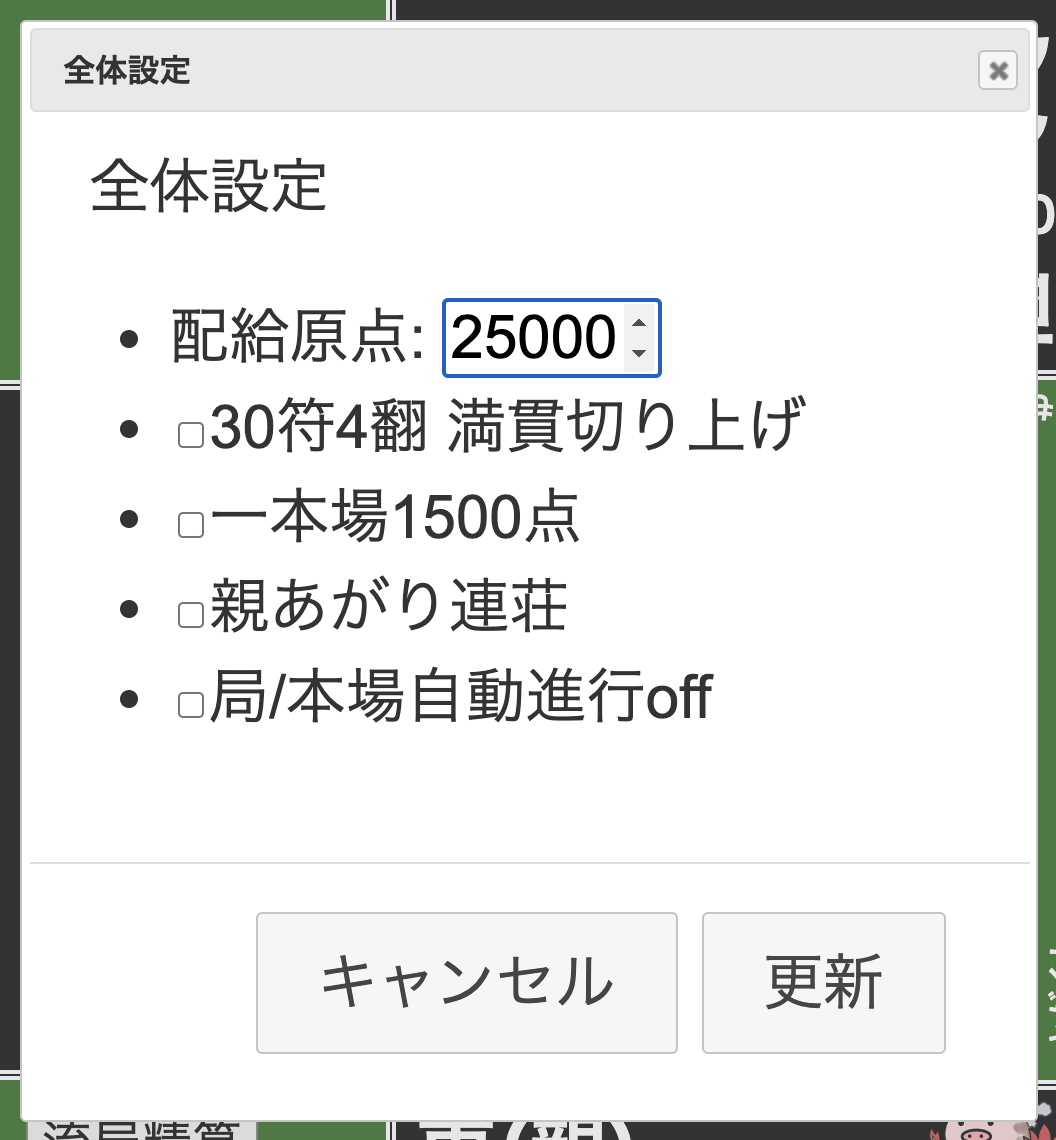 全体設定
全体設定
配給原点: 25000
30符4翻 満貫切り上げ
一本場1500点
親あがり連荘
局/本場自動進行off
キャンセル
更新